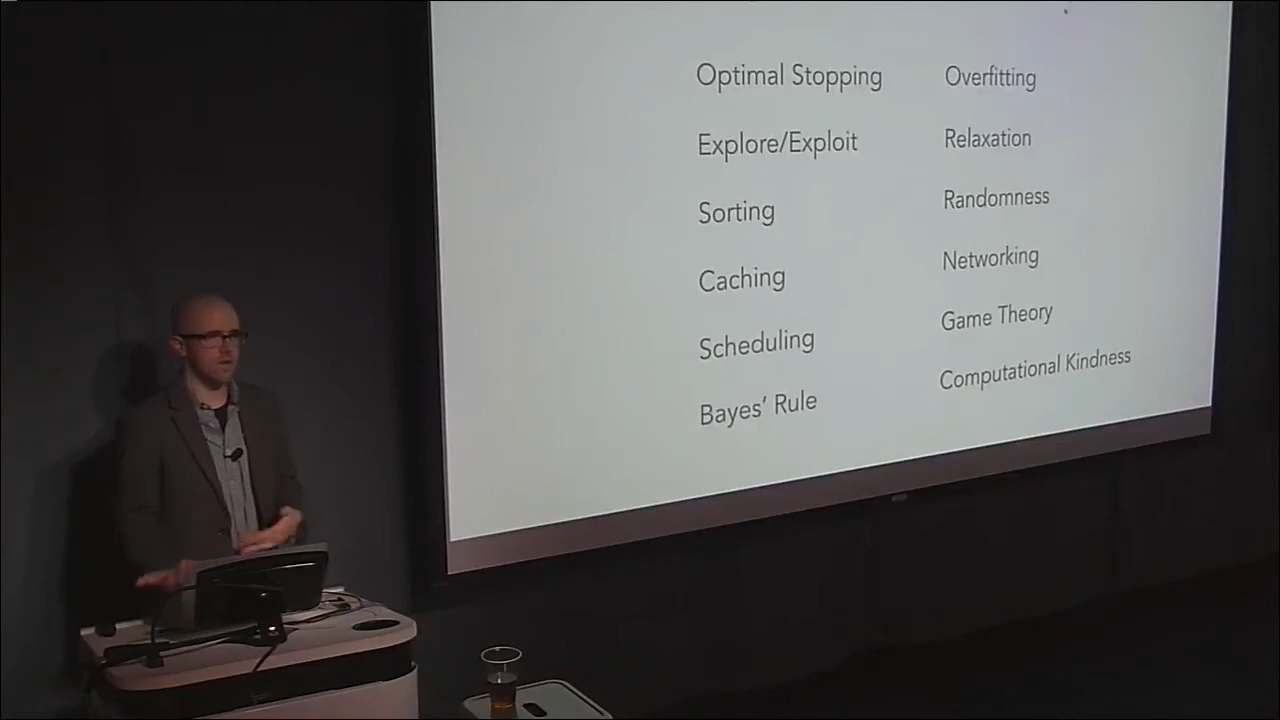 Optimal Stopping
Explore/Exploit
Sorting
Caching
Scheduling
Bayes’ Rule
Overfitting
Relaxation
Randomness
Networking
Game Theory
Computational Kindness